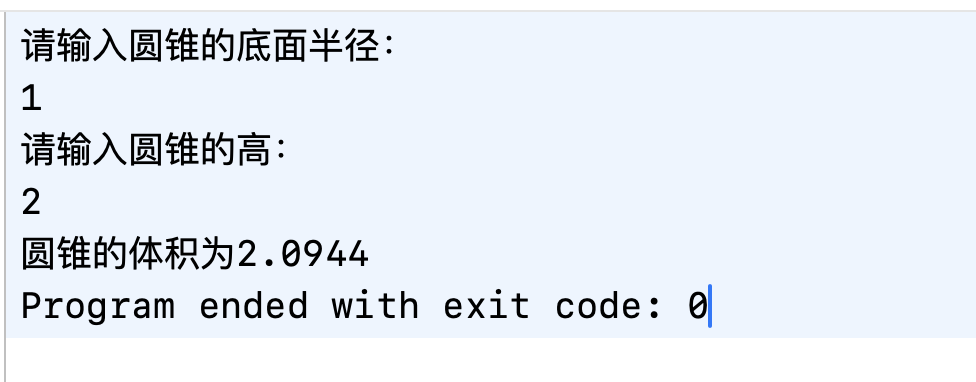 请输入圆锥的底面半径：
1
请输入圆锥的高：
2
圆锥的体积为2.0944
Program ended with exit code: 0